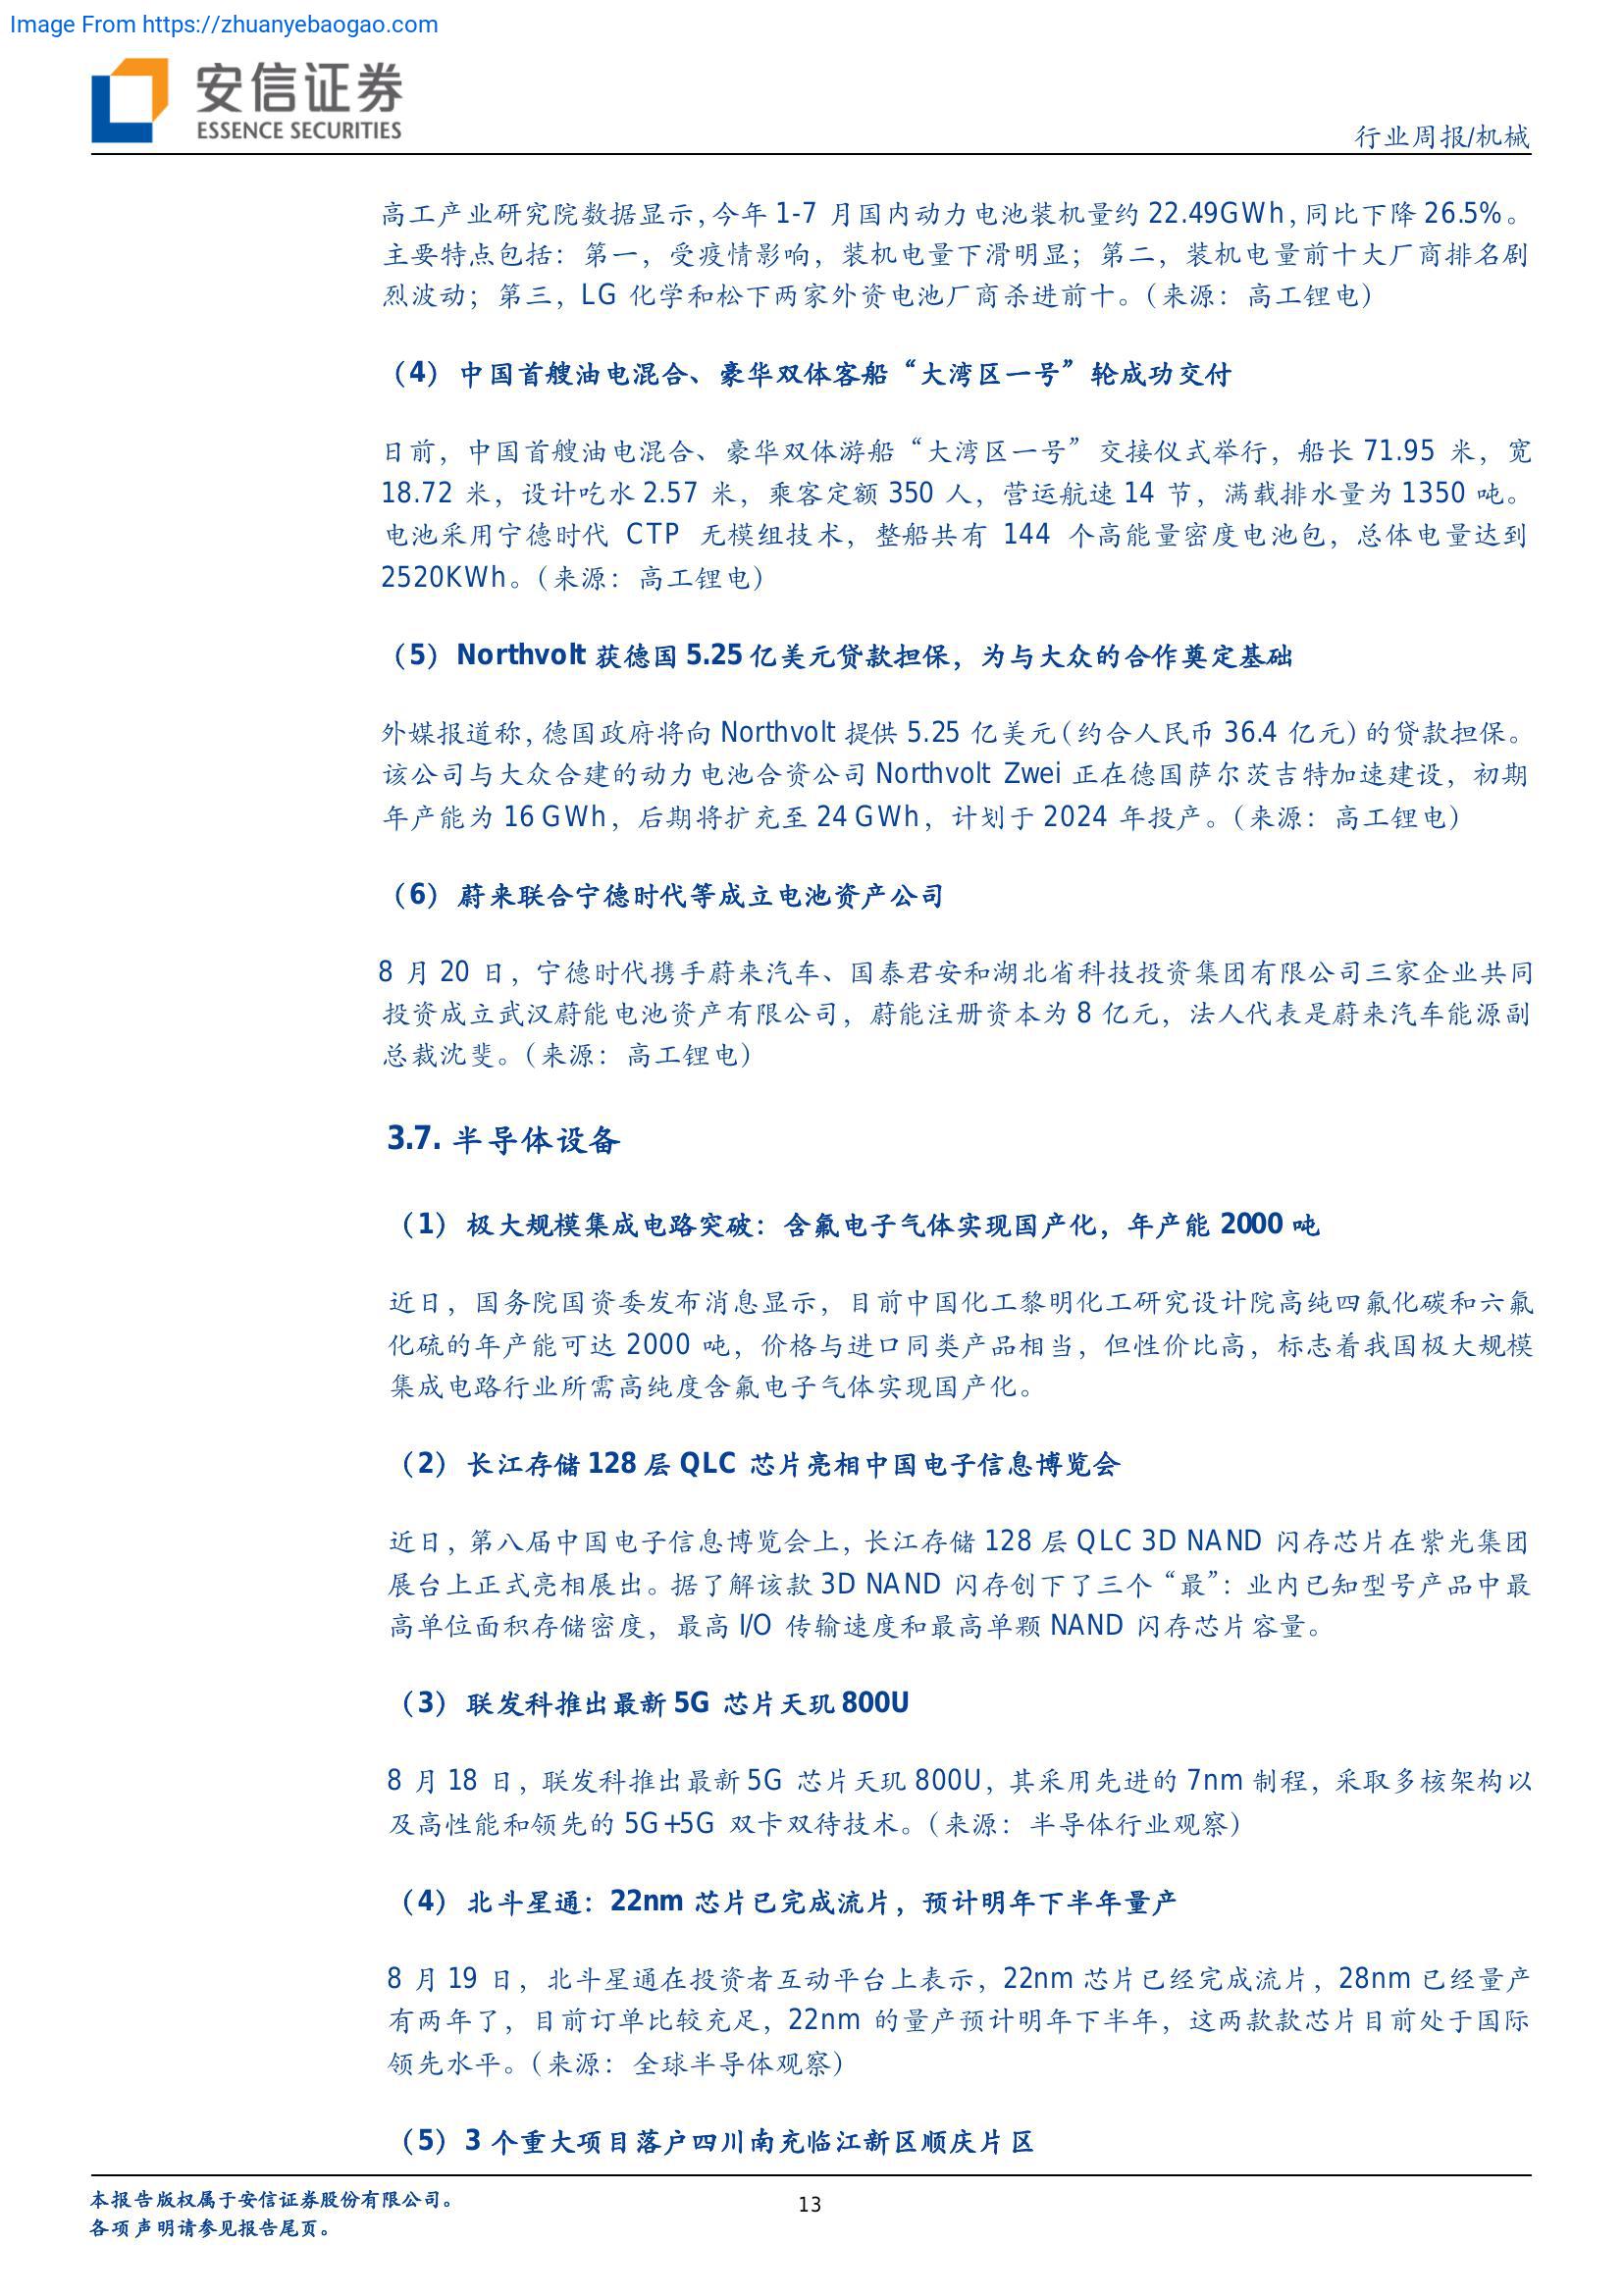 Image From https://zhuanyebaogao.com
安信证券
ESSENCE SECURITIES
行业周报/机械
高工产业研究院数据显示，今年 1-7 月国内动力电池装机量约 22.49GWh，同比下降 26.5%。
主要特点包括：第一，受疫情影响，装机电量下滑明显；第二，装机电量前十大厂商排名剧
烈波动；第三，LG 化学和松下两家外资电池厂商杀进前十。（来源：高工锂电）
（4）中国首艘油电混合、豪华双体客船“大湾区一号”轮成功交付
日前，中国首艘油电混合、豪华双体游船“大湾区一号”交接仪式举行，船长 71.95 米，宽
18.72 米，设计吃水 2.57 米，乘客定额 350 人，营运航速 14 节，满载排水量为 1350 吨。
电池采用宁德时代 CTP 无模组技术，整船共有 144 个高能量密度电池包，总体电量达到
2520KWh。（来源：高工锂电）
（5）Northvolt 获德国 5.25 亿美元贷款担保，为与大众的合作奠定基础
外媒报道称，德国政府将向 Northvolt 提供 5.25 亿美元（约合人民币 36.4 亿元）的贷款担保。
该公司与大众合建的动力电池合资公司 Northvolt Zwei 正在德国萨尔茨吉特加速建设，初期
年产能为 16 GWh，后期将扩充至 24 GWh，计划于 2024 年投产。（来源：高工锂电）
（6）蔚来联合宁德时代等成立电池资产公司
8 月 20 日，宁德时代携手蔚来汽车、国泰君安和湖北省科技投资集团有限公司三家企业共同
投资成立武汉蔚能电池资产有限公司，蔚能注册资本为 8 亿元，法人代表是蔚来汽车能源副
总裁沈斐。（来源：高工锂电）
3.7. 半导体设备
（1）极大规模集成电路突破：含氟电子气体实现国产化，年产能 2000 吨
近日，国务院国资委发布消息显示，目前中国化工黎明化工研究设计院高纯四氟化碳和六氟
化硫的年产能可达 2000 吨，价格与进口同类产品相当，但性价比高，标志着我国极大规模
集成电路行业所需高纯度含氟电子气体实现国产化。
（2）长江存储 128 层 QLC 芯片亮相中国电子信息博览会
近日，第八届中国电子信息博览会上，长江存储 128 层 QLC 3D NAND 闪存芯片在紫光集团
展台上正式亮相展出。据了解该款 3D NAND 闪存创下了三个“最”：业内已知型号产品中最
高单位面积存储密度，最高 I/O 传输速度和最高单颗 NAND 闪存芯片容量。
（3）联发科推出最新 5G 芯片天玑 800U
8 月 18 日，联发科推出最新 5G 芯片天玑 800U，其采用先进的 7nm 制程，采取多核架构以
及高性能和领先的 5G+5G 双卡双待技术。（来源：半导体行业观察）
（4）北斗星通：22nm 芯片已完成流片，预计明年下半年量产
8 月 19 日，北斗星通在投资者互动平台上表示，22nm 芯片已经完成流片，28nm 已经量产
有两年了，目前订单比较充足，22nm 的量产预计明年下半年，这两款款芯片目前处于国际
领先水平。（来源：全球半导体观察）
（5）3 个重大项目落户四川南充临江新区顺庆片区
本报告版权属于安信证券股份有限公司。
13
各项声明请参见报告尾页。